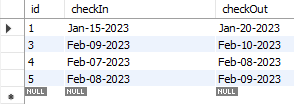 id checkIn checkOut
1 Jan-15-2023 Jan-20-2023
3 Feb-09-2023 Feb-10-2023
4 Feb-07-2023 Feb-08-2023
5 Feb-08-2023 Feb-09-2023
NULL NULL NULL